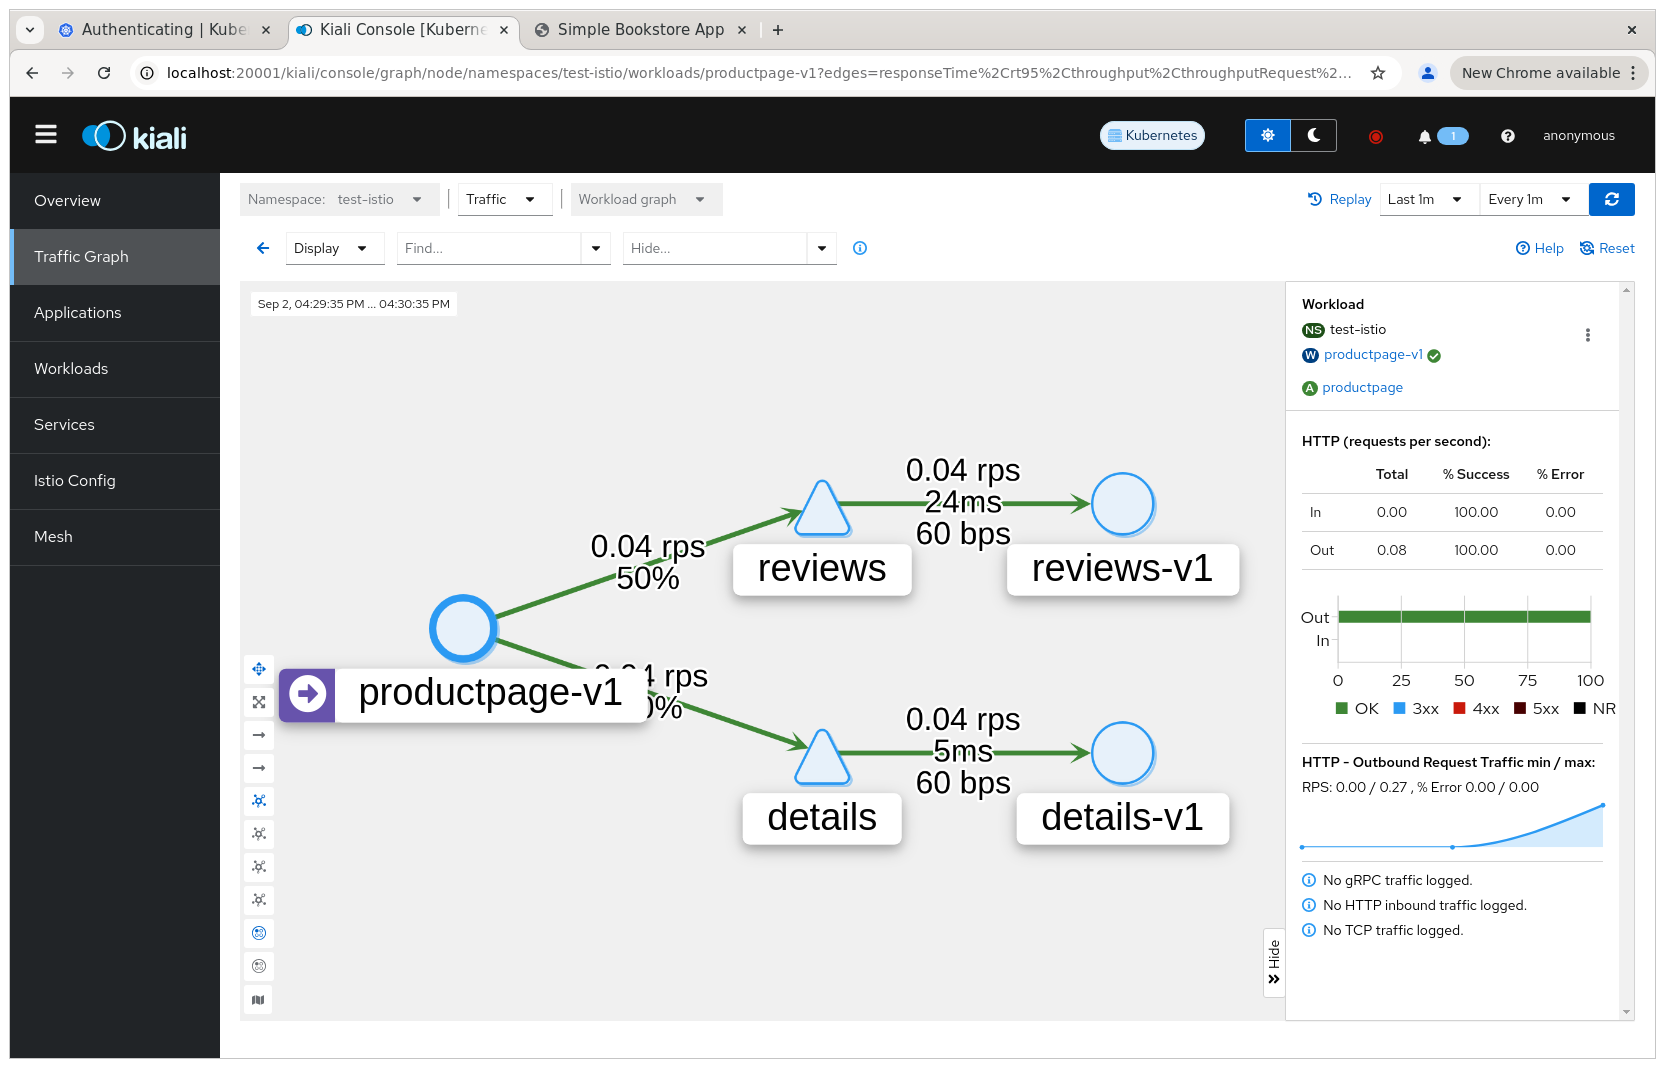 Authenticating | Kube
Kiali Console [Kuberne
Simple Bookstore App
localhost:20001/kiali/console/graph/node/namespaces/test-istio/workloads/productpage-v1?edges=responseTime%2Crt95%2Cthroughput%2CthroughputRequest%2...
New Chrome available
kiali
Kubernetes
1
anonymous
Overview
Traffic Graph
Applications
Workloads
Services
Istio Config
Mesh
Namespace: test-istio
Traffic
Workload graph
Replay
Last 1m
Every 1m
Display
Find...
Hide...
Help
Reset
Sep 2, 04:29:35 PM ... 04:30:35 PM
0.04 rps
24ms
60 bps
0.04 rps
50%
reviews
reviews-v1
4 rps
productpage-v1
0%
0.04 rps
5ms
60 bps
details
details-v1
Hide
Workload
NS test-istio
W productpage-v1
A productpage
HTTP (requests per second):
Total % Success % Error
In 0.00 100.00 0.00
Out 0.08 100.00 0.00
Out
In
0 25 50 75 100
OK 3xx 4xx 5xx NR
HTTP - Outbound Request Traffic min / max:
RPS: 0.00 / 0.27 , % Error 0.00 / 0.00
No gRPC traffic logged.
No HTTP inbound traffic logged.
No TCP traffic logged.